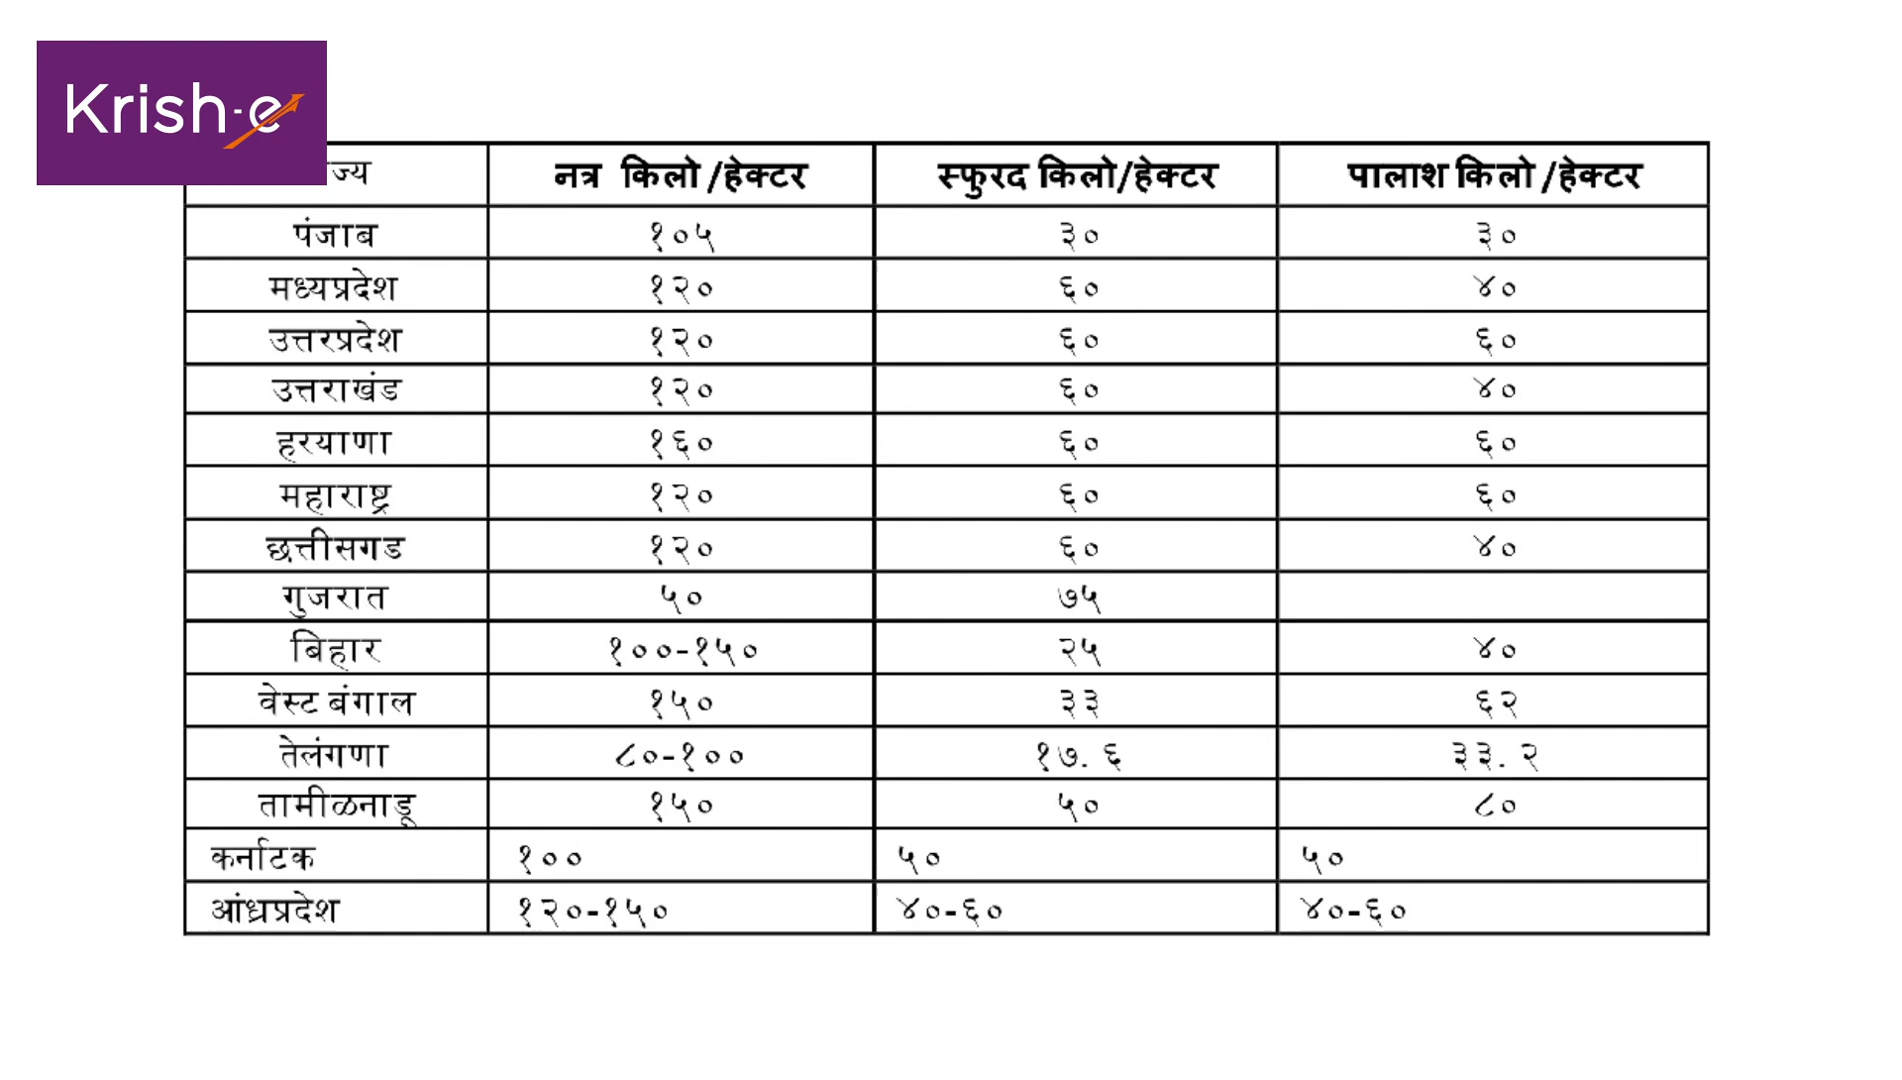 Krish-e
ज्य नत्र किलो /हेक्टर स्फुरद किलो/हेक्टर पालाश किलो /हेक्टर
पंजाब १०५ ३० ३०
मध्यप्रदेश १२० ६० ४०
उत्तरप्रदेश १२० ६० ६०
उत्तराखंड १२० ६० ४०
हरयाणा १६० ६० ६०
महाराष्ट्र १२० ६० ६०
छत्तीसगड १२० ६० ४०
गुजरात ५० ७५
बिहार १००-१५० २५ ४०
वेस्ट बंगाल १५० ३३ ६२
तेलंगणा ८०-१०० १७. ६ ३३. २
तामीळनाडू १५० ५० ८०
कर्नाटक १०० ५० ५०
आंध्रप्रदेश १२०-१५० ४०-६० ४०-६०